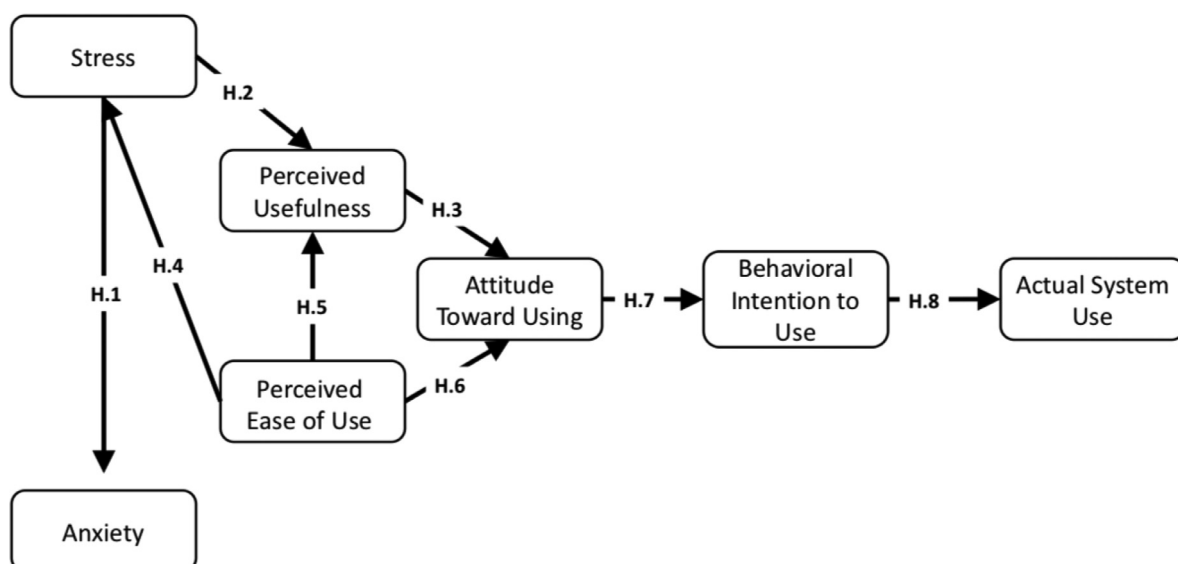 Stress
H.2
Perceived
Usefulness
H.3
H.4
H.1
H.5
Attitude
Toward Using
H.7
Behavioral
Intention to
Use
H.8
Actual System
Use
Perceived
Ease of Use
H.6
Anxiety